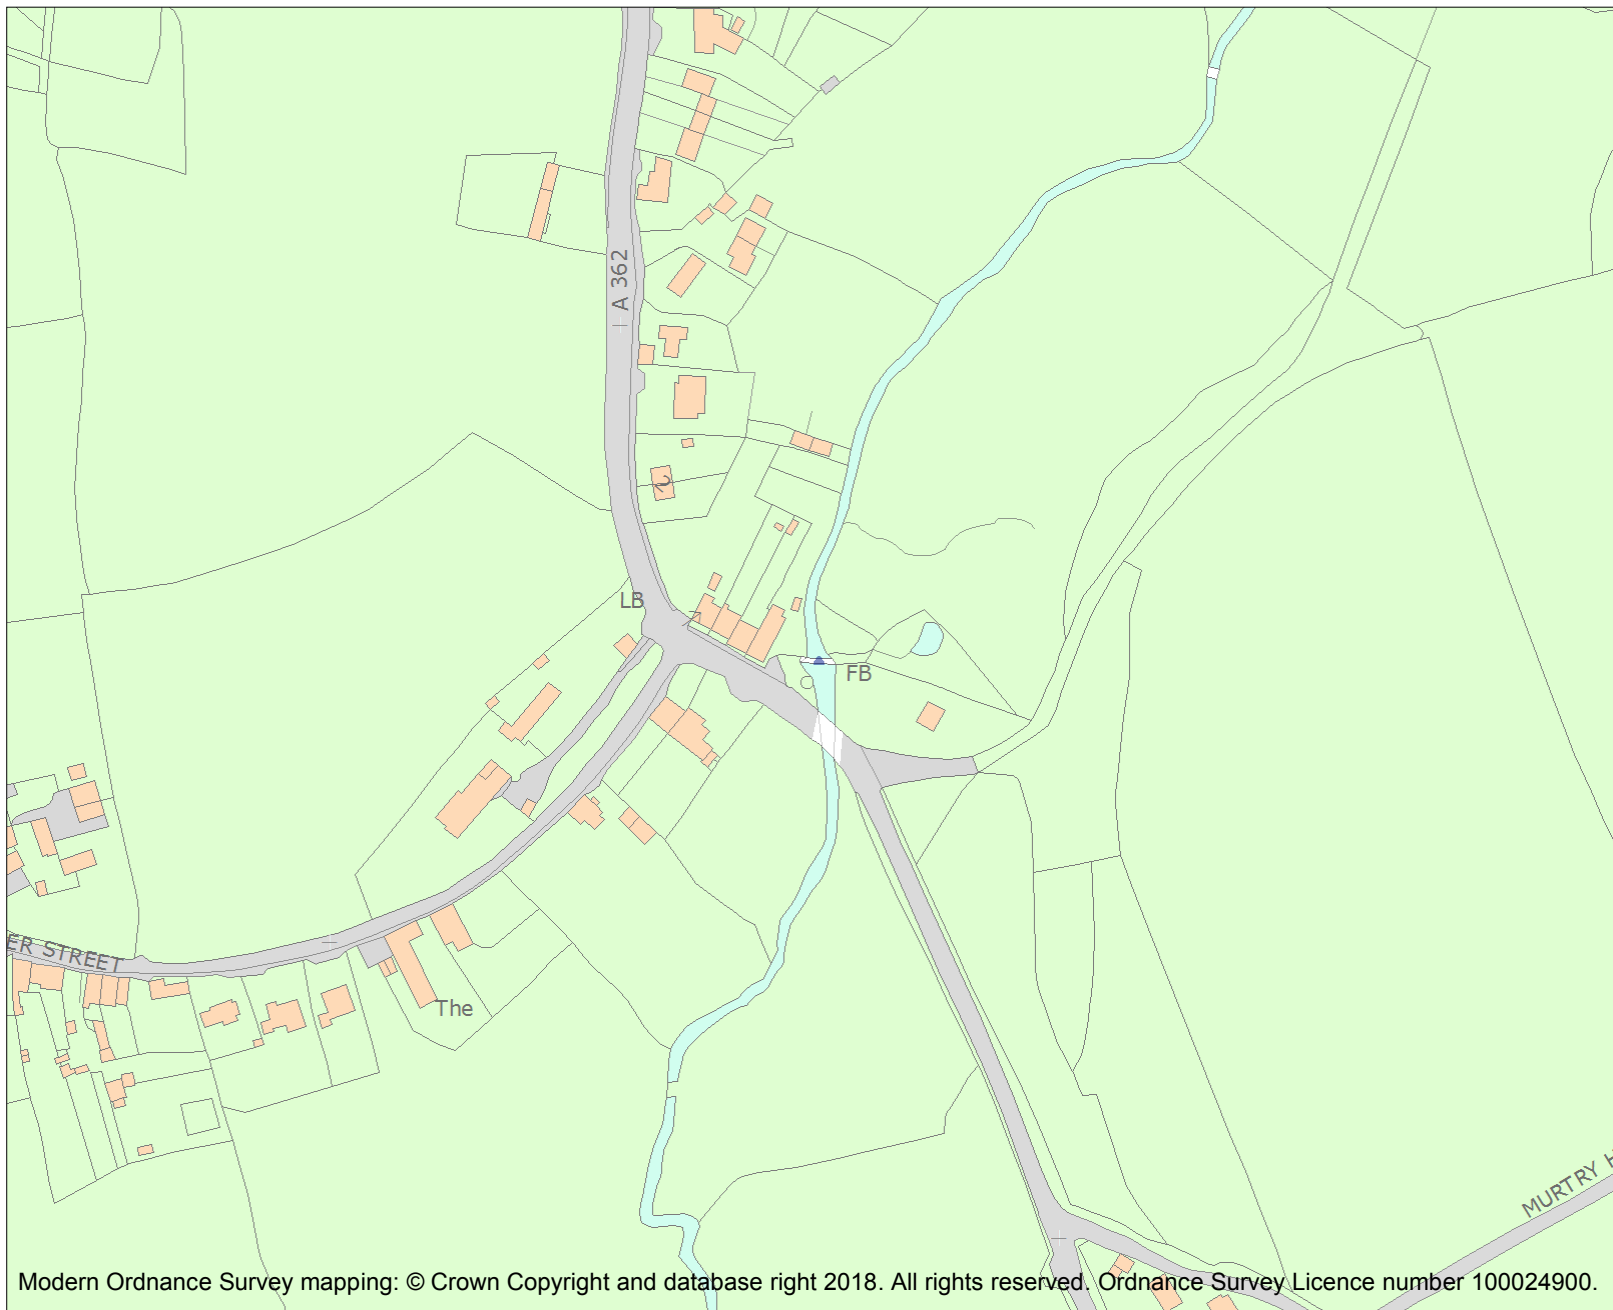 A 362
LB
FB
ER STREET
The
MURTRY H
Modern Ordnance Survey mapping: © Crown Copyright and database right 2018. All rights reserved. Ordnance Survey Licence number 100024900.